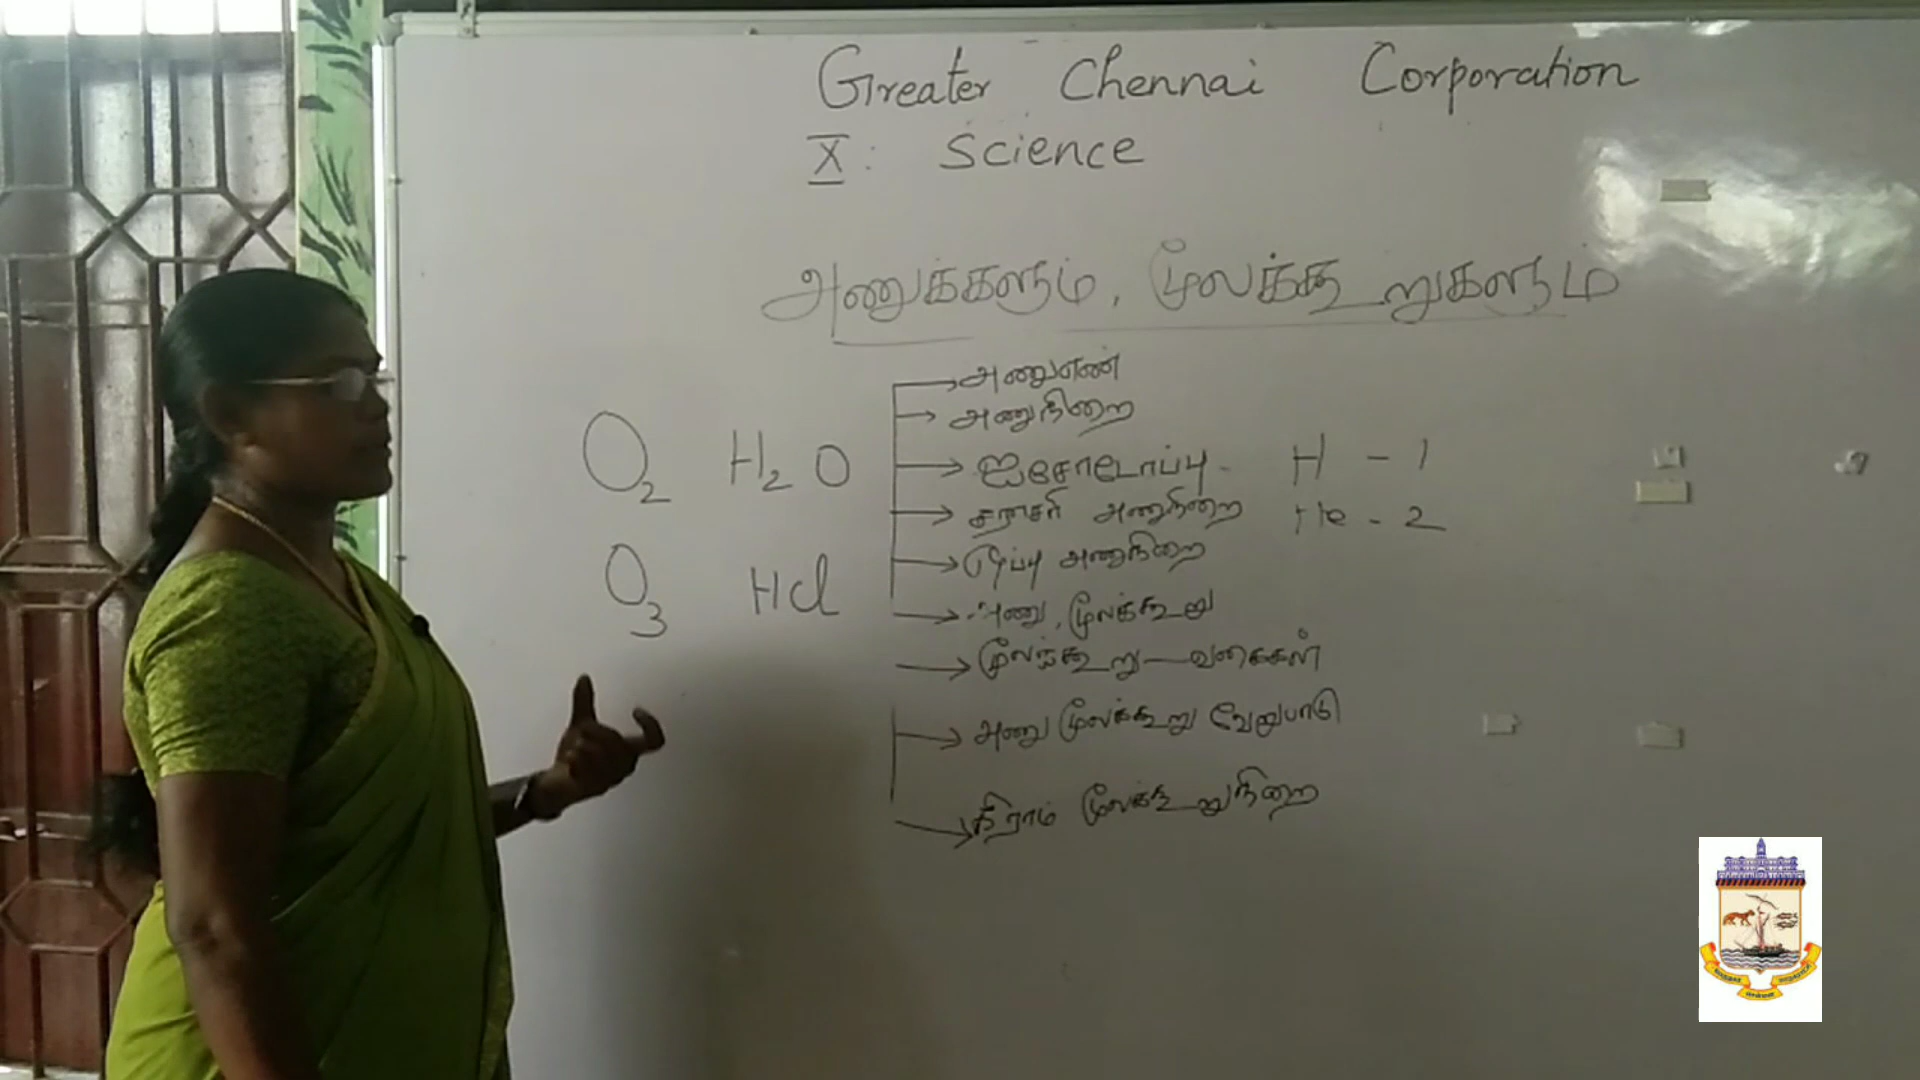 Greater Chennai Corporation
X : Science
அணுக்களும், மூலக்கூறுகளும்
அணுஎண்
அணுநிறை
O2 H2O ஐசோடோப்பு - H - 1
சராசரி அணுநிறை He - 2
ஒப்பு அணுநிறை
O3 HCl அணு, மூலக்கூறு
மூலக்கூறு — வகைகள்
அணு மூலக்கூறு வேறுபாடு
கிராம் மூலக்கூறுநிறை